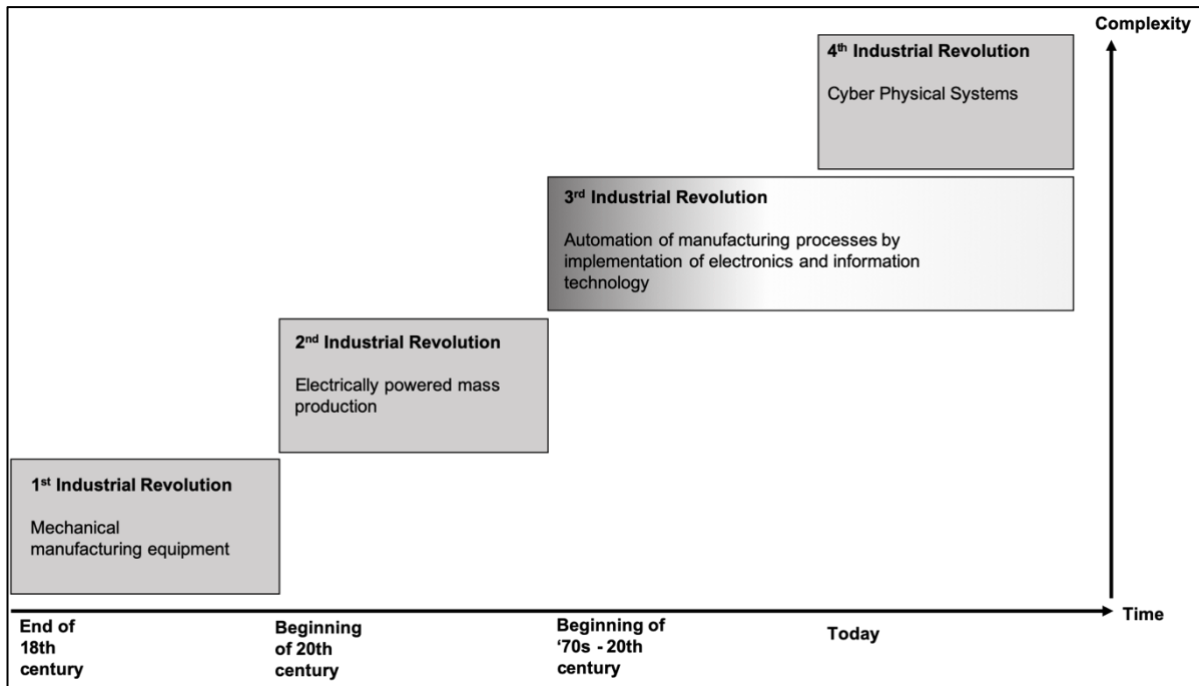 Complexity
4th Industrial Revolution
Cyber Physical Systems
3rd Industrial Revolution
Automation of manufacturing processes by
implementation of electronics and information
technology
2nd Industrial Revolution
Electrically powered mass
production
1st Industrial Revolution
Mechanical
manufacturing equipment
Time
End of
18th
century
Beginning
of 20th
century
Beginning of
‘70s - 20th
century
Today